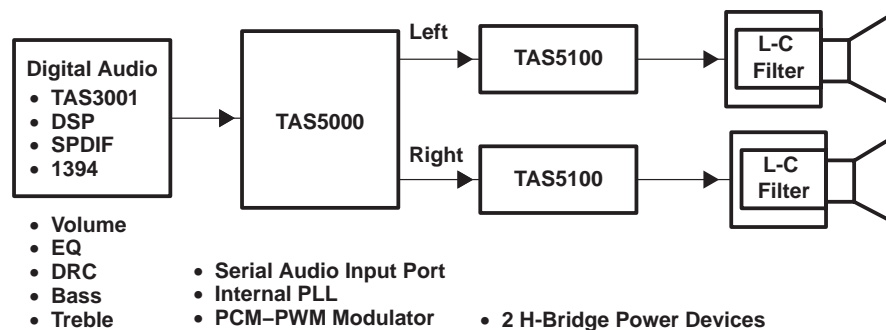 Digital Audio
• TAS3001
• DSP
• SPDIF
• 1394
TAS5000
Left
TAS5100
L-C
Filter
Right
TAS5100
L-C
Filter
• Volume
• EQ
• DRC
• Bass
• Treble
• Serial Audio Input Port
• Internal PLL
• PCM–PWM Modulator
• 2 H-Bridge Power Devices